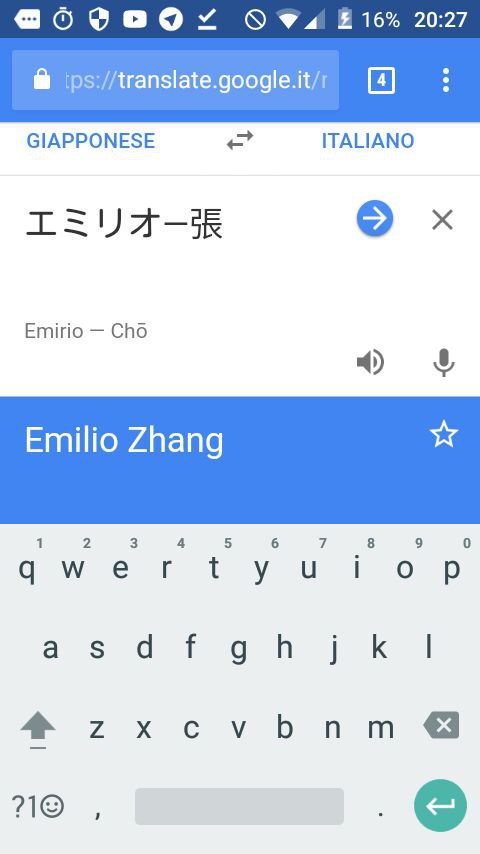 16% 20:27
tps://translate.google.it/r 4
GIAPPONESE ITALIANO
エミリオ—張
Emirio — Chō
Emilio Zhang
1 2 3 4 5 6 7 8 9 0
q w e r t y u i o p
a s d f g h j k l
z x c v b n m
?1☺ , .